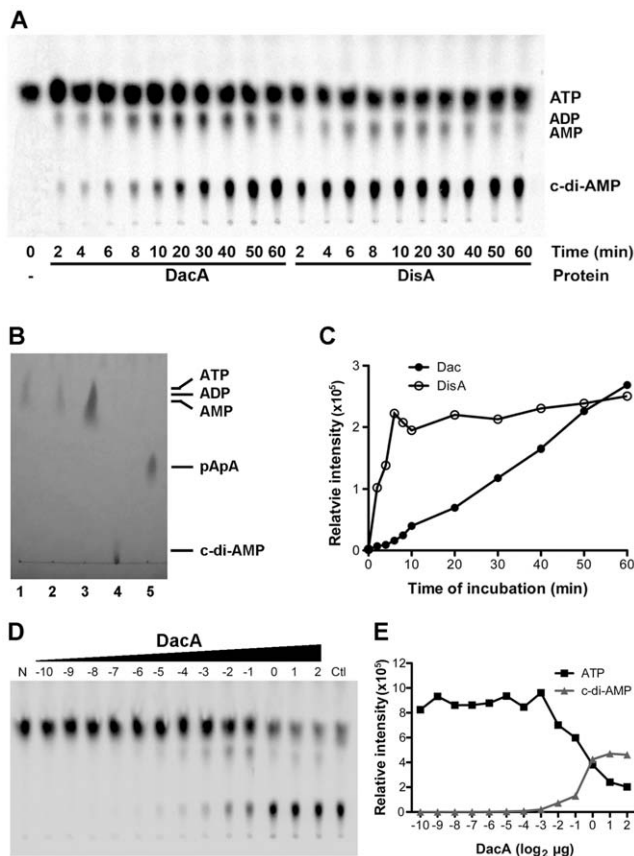 A
ATP
ADP
AMP
c-di-AMP
0 2 4 6 8 10 20 30 40 50 60 2 4 6 8 10 20 30 40 50 60 Time (min)
- DacA DisA Protein
B
ATP
ADP
AMP
pApA
c-di-AMP
1 2 3 4 5
C
Dac
DisA
Relatvie intensity (x10⁵)
3
2
1
0
0 10 20 30 40 50 60
Time of incubation (min)
D
DacA
N -10 -9 -8 -7 -6 -5 -4 -3 -2 -1 0 1 2 Ctl
E
ATP
c-di-AMP
Relative intensity (x10⁵)
12
10
8
6
4
2
0
-10 -9 -8 -7 -6 -5 -4 -3 -2 -1 0 1 2
DacA (log₂ µg)